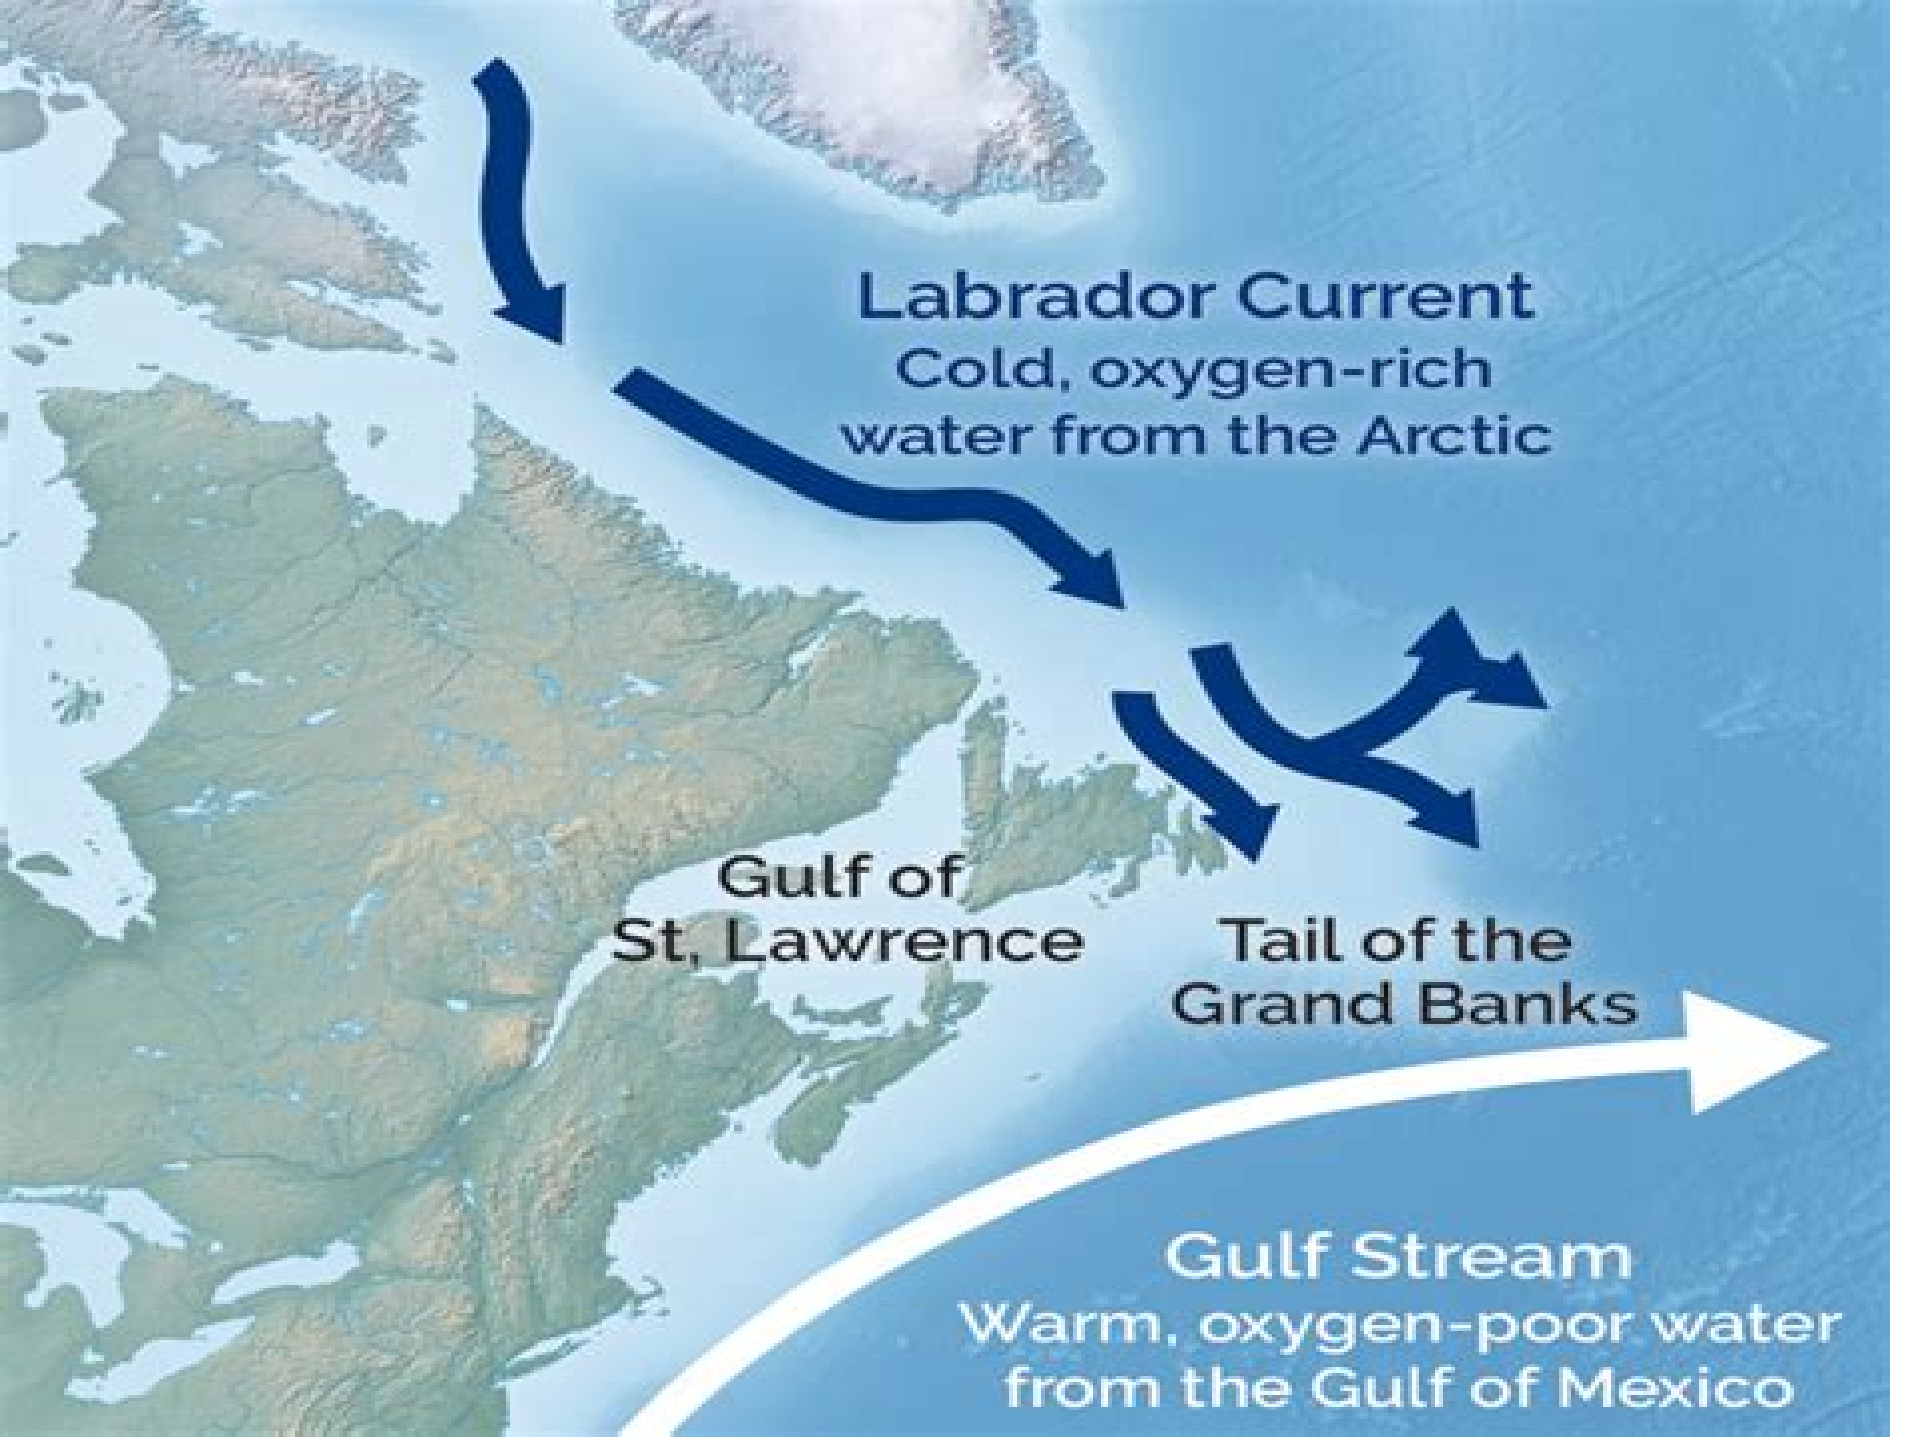 Labrador Current
Cold, oxygen-rich
water from the Arctic
Gulf of
St, Lawrence
Tail of the
Grand Banks
Gulf Stream
Warm, oxygen-poor water
from the Gulf of Mexico